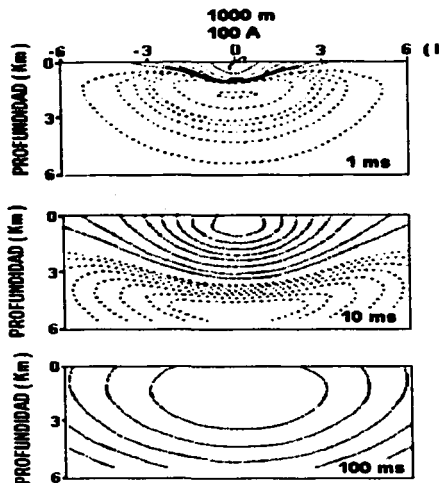 1000 m
100 A
-6 -3 0 3 6 (
PROFUNDIDAD (Km)
0
3
6
1 ms
PROFUNDIDAD (Km)
0
3
6
10 ms
PROFUNDIDAD (Km)
0
3
6
100 ms